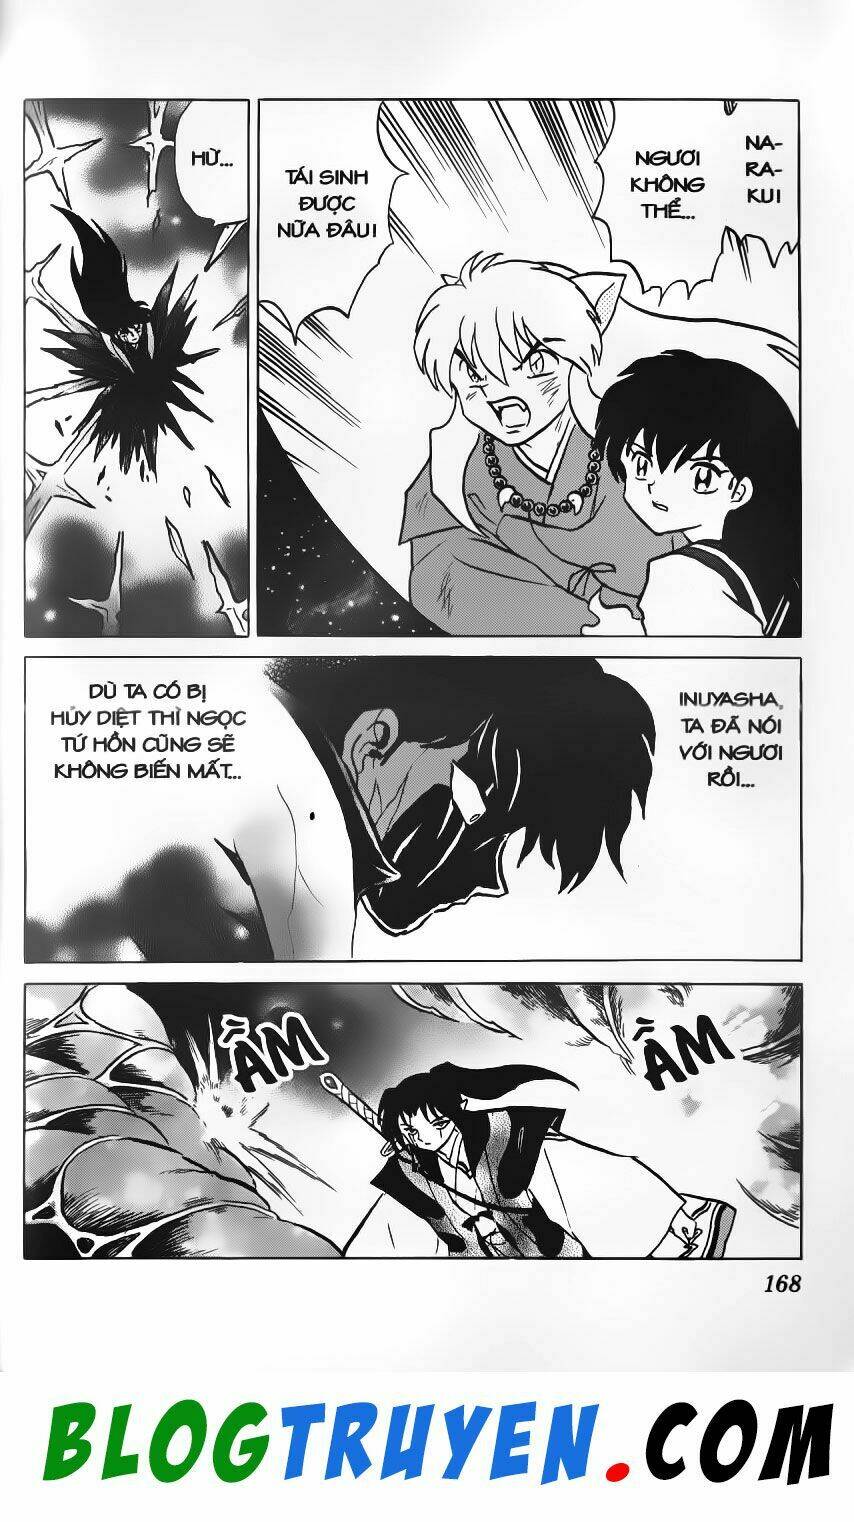 NA-
RA-
KU!
NGƯƠI
KHÔNG
THỂ...
TÁI SINH
ĐƯỢC
NỮA ĐÂU!
HỪ...
INUYASHA,
TA ĐÃ NÓI
VỚI NGƯƠI
RỒI...
DÙ TA CÓ BỊ
HỦY DIỆT THÌ NGỌC
TỨ HỒN CŨNG SẼ
KHÔNG BIẾN MẤT...
ẦM
ẦM
168
BLOGTRUYEN.COM